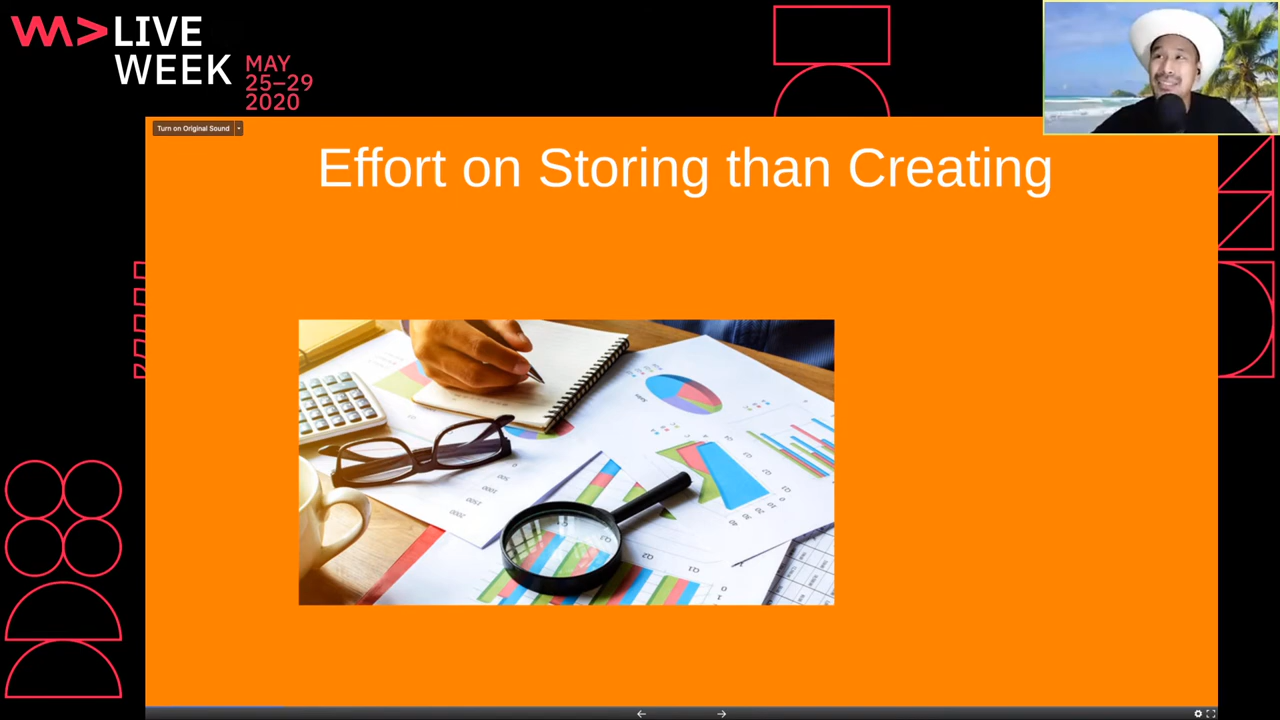 LIVE
WEEK
MAY
25–29
2020
Turn on Original Sound
Effort on Storing than Creating